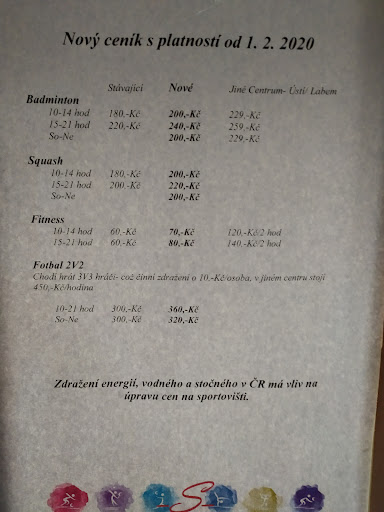 Nový ceník s platností od 1. 2. 2020
Stávající Nové Jiné Centrum- Ústí/ Labem
Badminton
10-14 hod 180,-Kč 200,-Kč 229,-Kč
15-21 hod 220,-Kč 240,-Kč 259,-Kč
So-Ne 200,-Kč 229,-Kč
Squash
10-14 hod 180,-Kč 200,-Kč
15-21 hod 200,-Kč 220,-Kč
So-Ne 200,-Kč
Fitness
10-14 hod 60,-Kč 70,-Kč 120,-Kč/2 hod
15-21 hod 60,-Kč 80,-Kč 140,-Kč/2 hod
Fotbal 2V2
Chodí hrát 3V3 hráči- což činní zdražení o 10,-Kč/osoba, v jiném centru stojí
450,-Kč/hodina
10-21 hod 300,-Kč 360,-Kč
So-Ne 300,-Kč 320,-Kč
Zdražení energií, vodného a stočného v ČR má vliv na
úpravu cen na sportovišti.
S